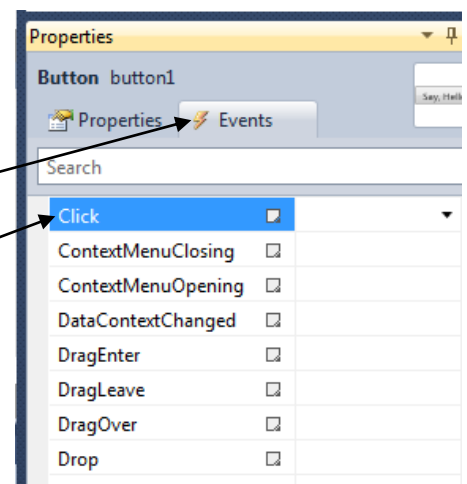 Properties
Button button1
Say, Hell
Properties Events
Search
Click
ContextMenuClosing
ContextMenuOpening
DataContextChanged
DragEnter
DragLeave
DragOver
Drop